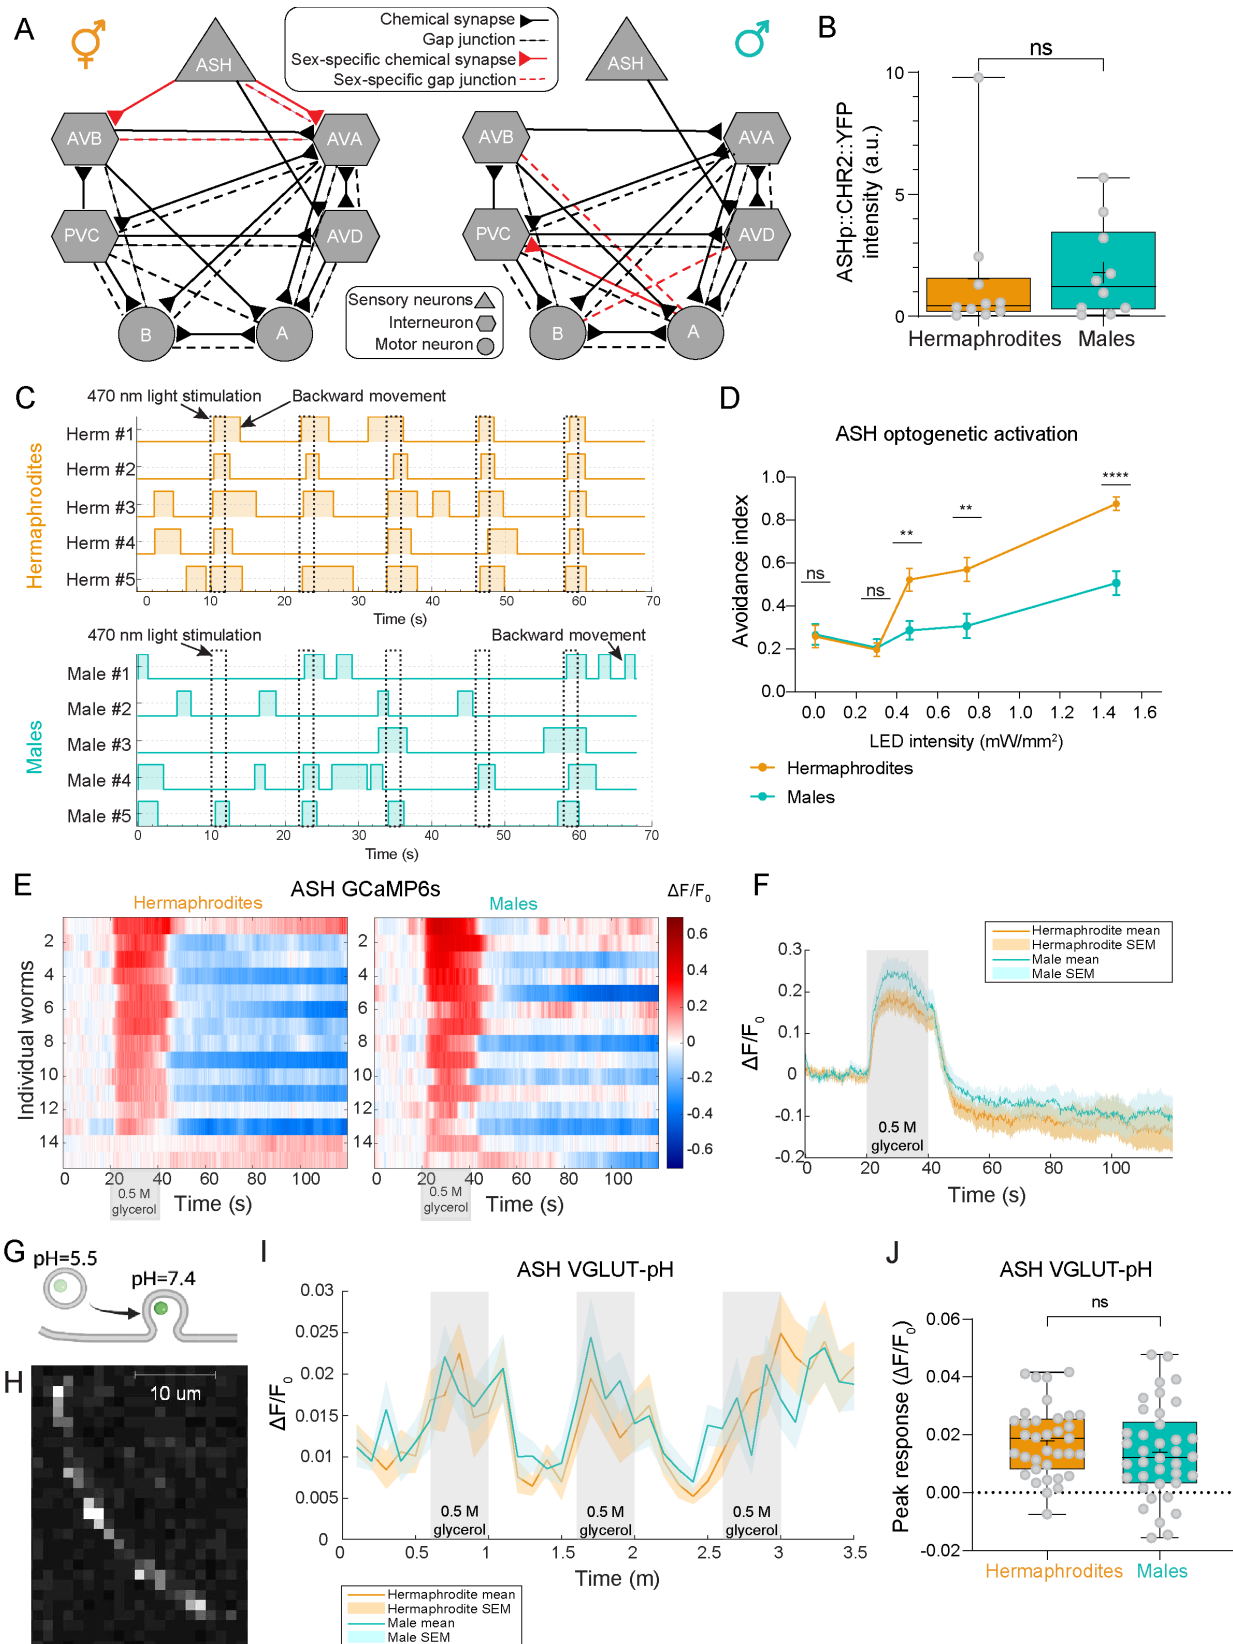 A
⚥
Chemical synapse
Gap junction
Sex-specific chemical synapse
Sex-specific gap junction
♂
ASH
AVB
AVA
PVC
AVD
B
A
Sensory neurons
Interneuron
Motor neuron
ASH
AVB
AVA
PVC
AVD
B
A
B
ns
ASHp::CHR2::YFP
intensity (a.u.)
10
5
0
Hermaphrodites
Males
C
470 nm light stimulation
Backward movement
Hermaphrodites
Herm #1
Herm #2
Herm #3
Herm #4
Herm #5
0 10 20 30 40 50 60 70
Time (s)
470 nm light stimulation
Backward movement
Males
Male #1
Male #2
Male #3
Male #4
Male #5
0 10 20 30 40 50 60 70
Time (s)
D
ASH optogenetic activation
Avoidance index
1.0
0.8
0.6
0.4
0.2
0.0
ns
ns
**
**
****
0.0 0.2 0.4 0.6 0.8 1.0 1.2 1.4 1.6
LED intensity (mW/mm²)
Hermaphrodites
Males
E
ASH GCaMP6s
Hermaphrodites
Males
ΔF/F₀
Individual worms
2
4
6
8
10
12
14
2
4
6
8
10
12
14
0.6
0.4
0.2
0
-0.2
-0.4
-0.6
0 20 40 60 80 100
0 20 40 60 80 100
0.5 M
glycerol
Time (s)
0.5 M
glycerol
Time (s)
F
Hermaphrodite mean
Hermaphrodite SEM
Male mean
Male SEM
ΔF/F₀
0.3
0.2
0.1
0
-0.1
-0.2
0.5 M
glycerol
0 20 40 60 80 100
Time (s)
G
pH=5.5
pH=7.4
H
10 um
I
ASH VGLUT-pH
ΔF/F₀
0.03
0.025
0.02
0.015
0.01
0.005
0
0.5 M
glycerol
0.5 M
glycerol
0.5 M
glycerol
0 0.5 1 1.5 2 2.5 3 3.5
Time (m)
Hermaphrodite mean
Hermaphrodite SEM
Male mean
Male SEM
J
ASH VGLUT-pH
ns
Peak response (ΔF/F₀)
0.06
0.04
0.02
0.00
-0.02
Hermaphrodites
Males